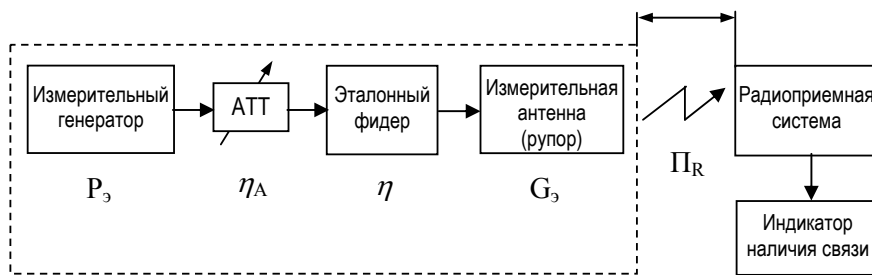 Измерительный
генератор
АТТ
Эталонный
фидер
Измерительная
антенна
(рупор)
Радиоприемная
система
Pэ
ηA
η
Gэ
ΠR
Индикатор
наличия связи